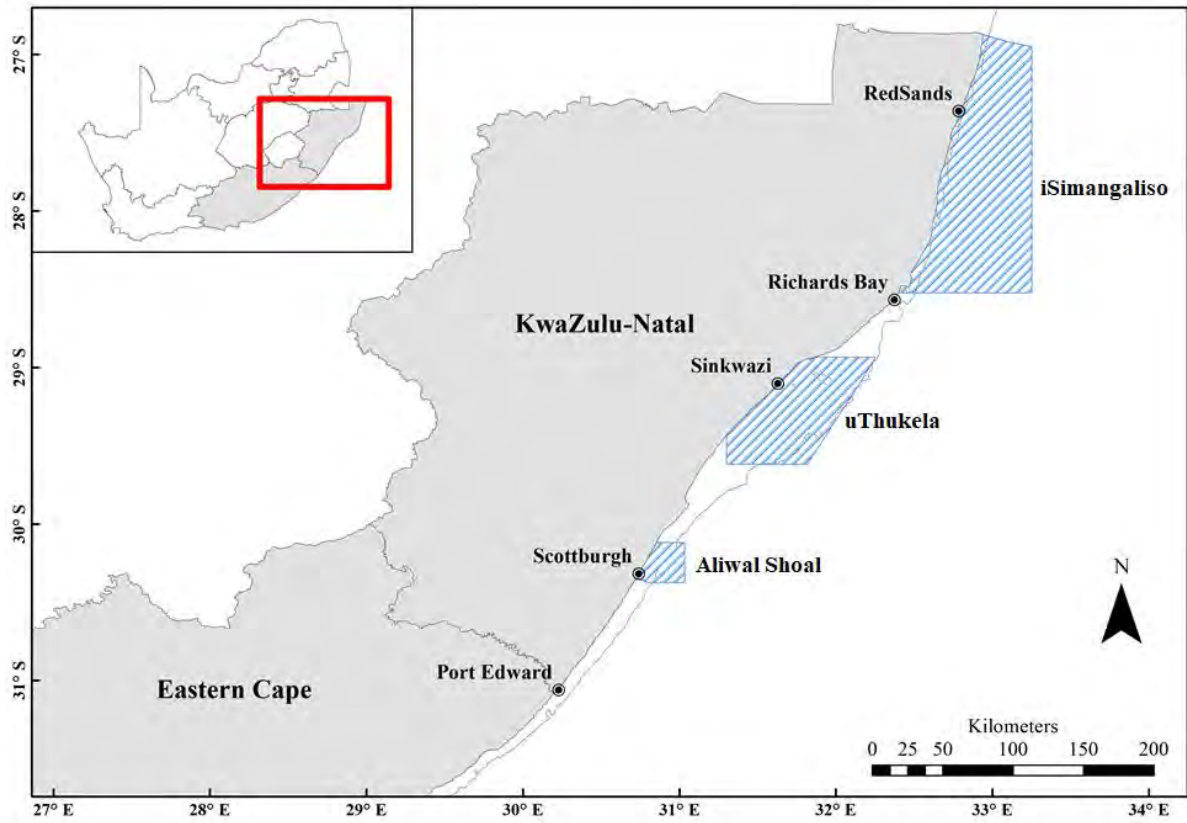 27° S
28° S
29° S
30° S
31° S
RedSands
iSimangaliso
Richards Bay
KwaZulu-Natal
Sinkwazi
uThukela
Scottburgh
Aliwal Shoal
N
Port Edward
Eastern Cape
Kilometers
0 25 50 100 150 200
27° E 28° E 29° E 30° E 31° E 32° E 33° E 34° E